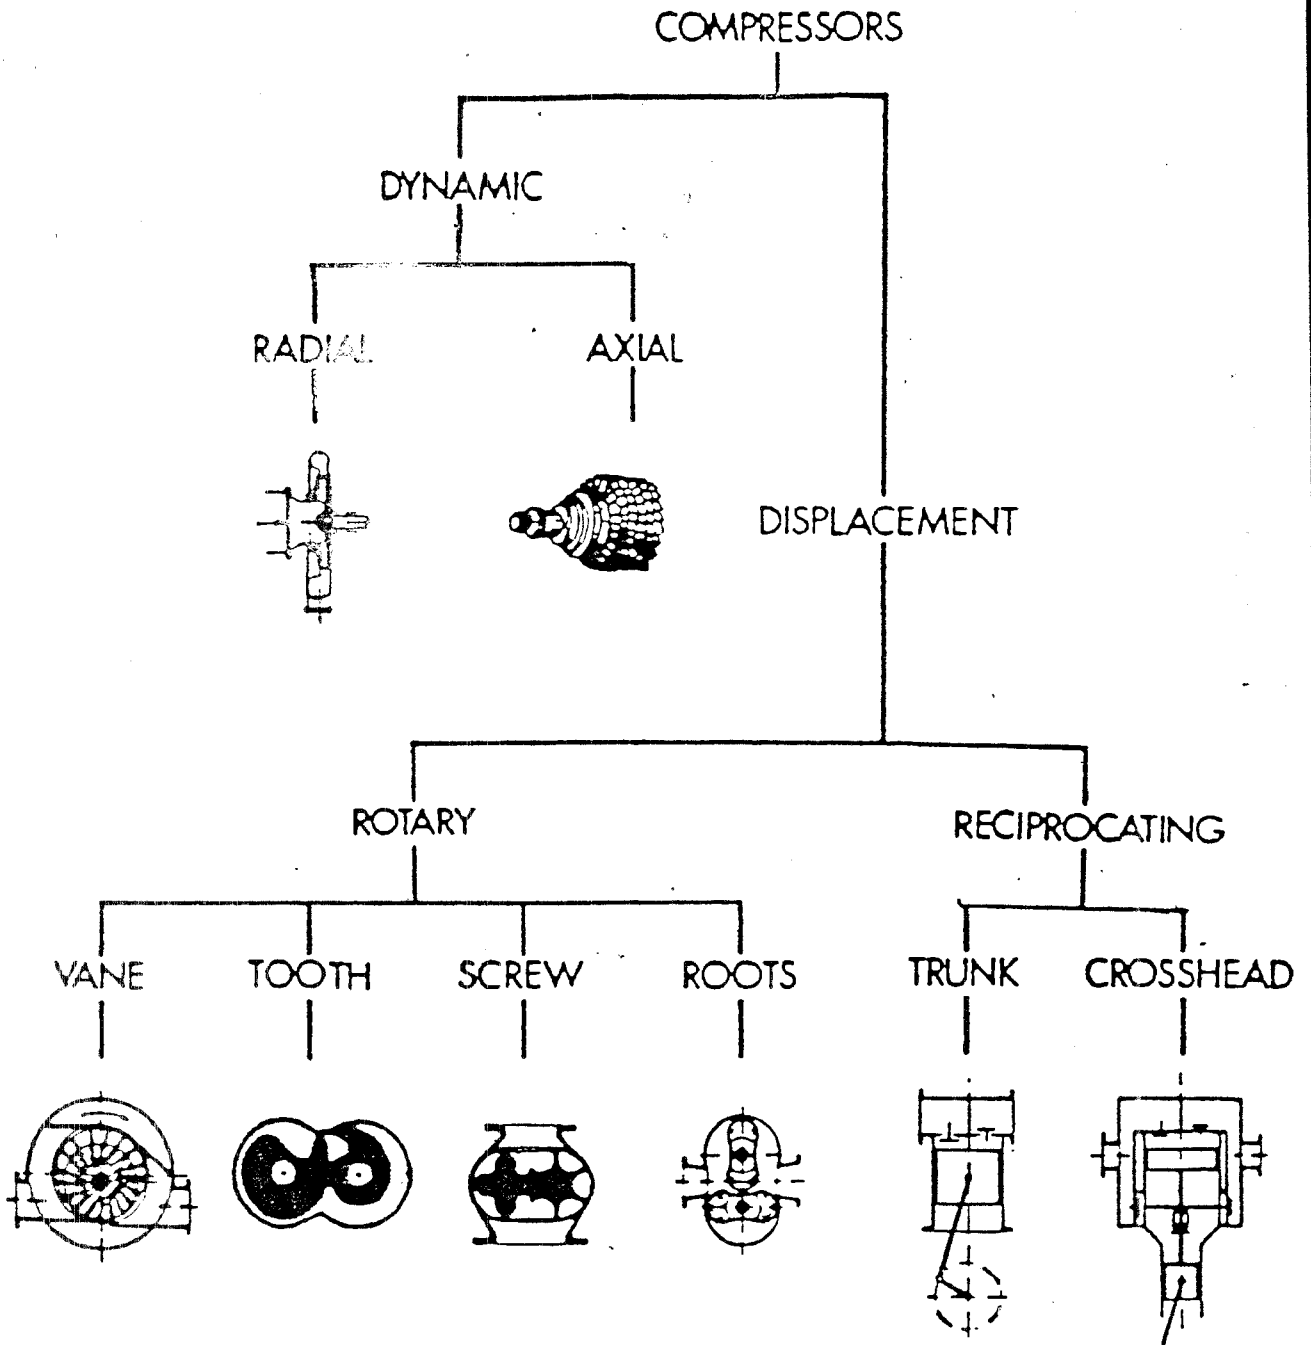 COMPRESSORS
DYNAMIC
RADIAL
AXIAL
DISPLACEMENT
ROTARY
RECIPROCATING
VANE
TOOTH
SCREW
ROOTS
TRUNK
CROSSHEAD